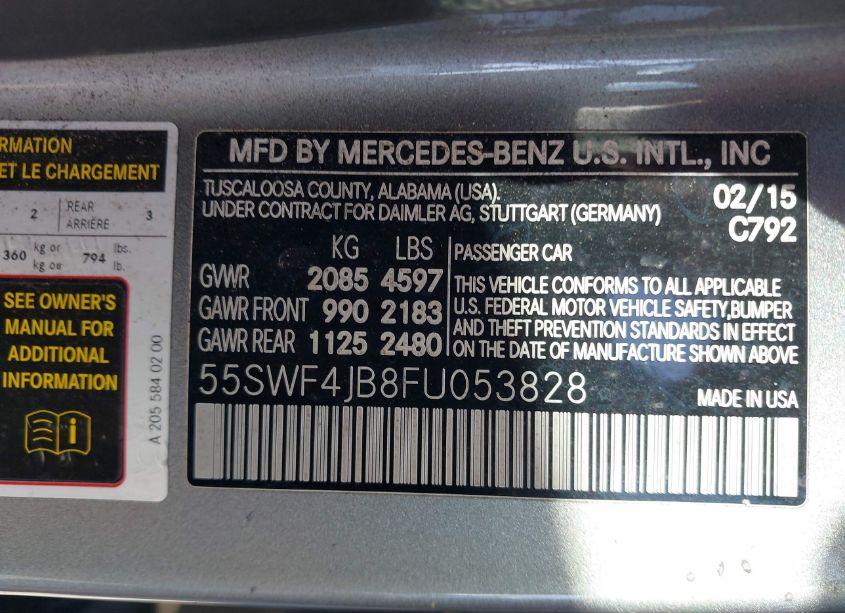 RMATION
ET LE CHARGEMENT
2 REAR ARRIÈRE 3
360 kg or kg ou 794 lbs. lb.
SEE OWNER'S
MANUAL FOR
ADDITIONAL
INFORMATION
A 205 584 02 00
MFD BY MERCEDES-BENZ U.S. INTL., INC
TUSCALOOSA COUNTY, ALABAMA (USA). 02/15
UNDER CONTRACT FOR DAIMLER AG, STUTTGART (GERMANY) C792
KG LBS
GWR 2085 4597
GAWR FRONT 990 2183
GAWR REAR 1125 2480
PASSENGER CAR
THIS VEHICLE CONFORMS TO ALL APPLICABLE
U.S. FEDERAL MOTOR VEHICLE SAFETY,BUMPER
AND THEFT PREVENTION STANDARDS IN EFFECT
ON THE DATE OF MANUFACTURE SHOWN ABOVE
55SWF4JB8FU053828
MADE IN USA